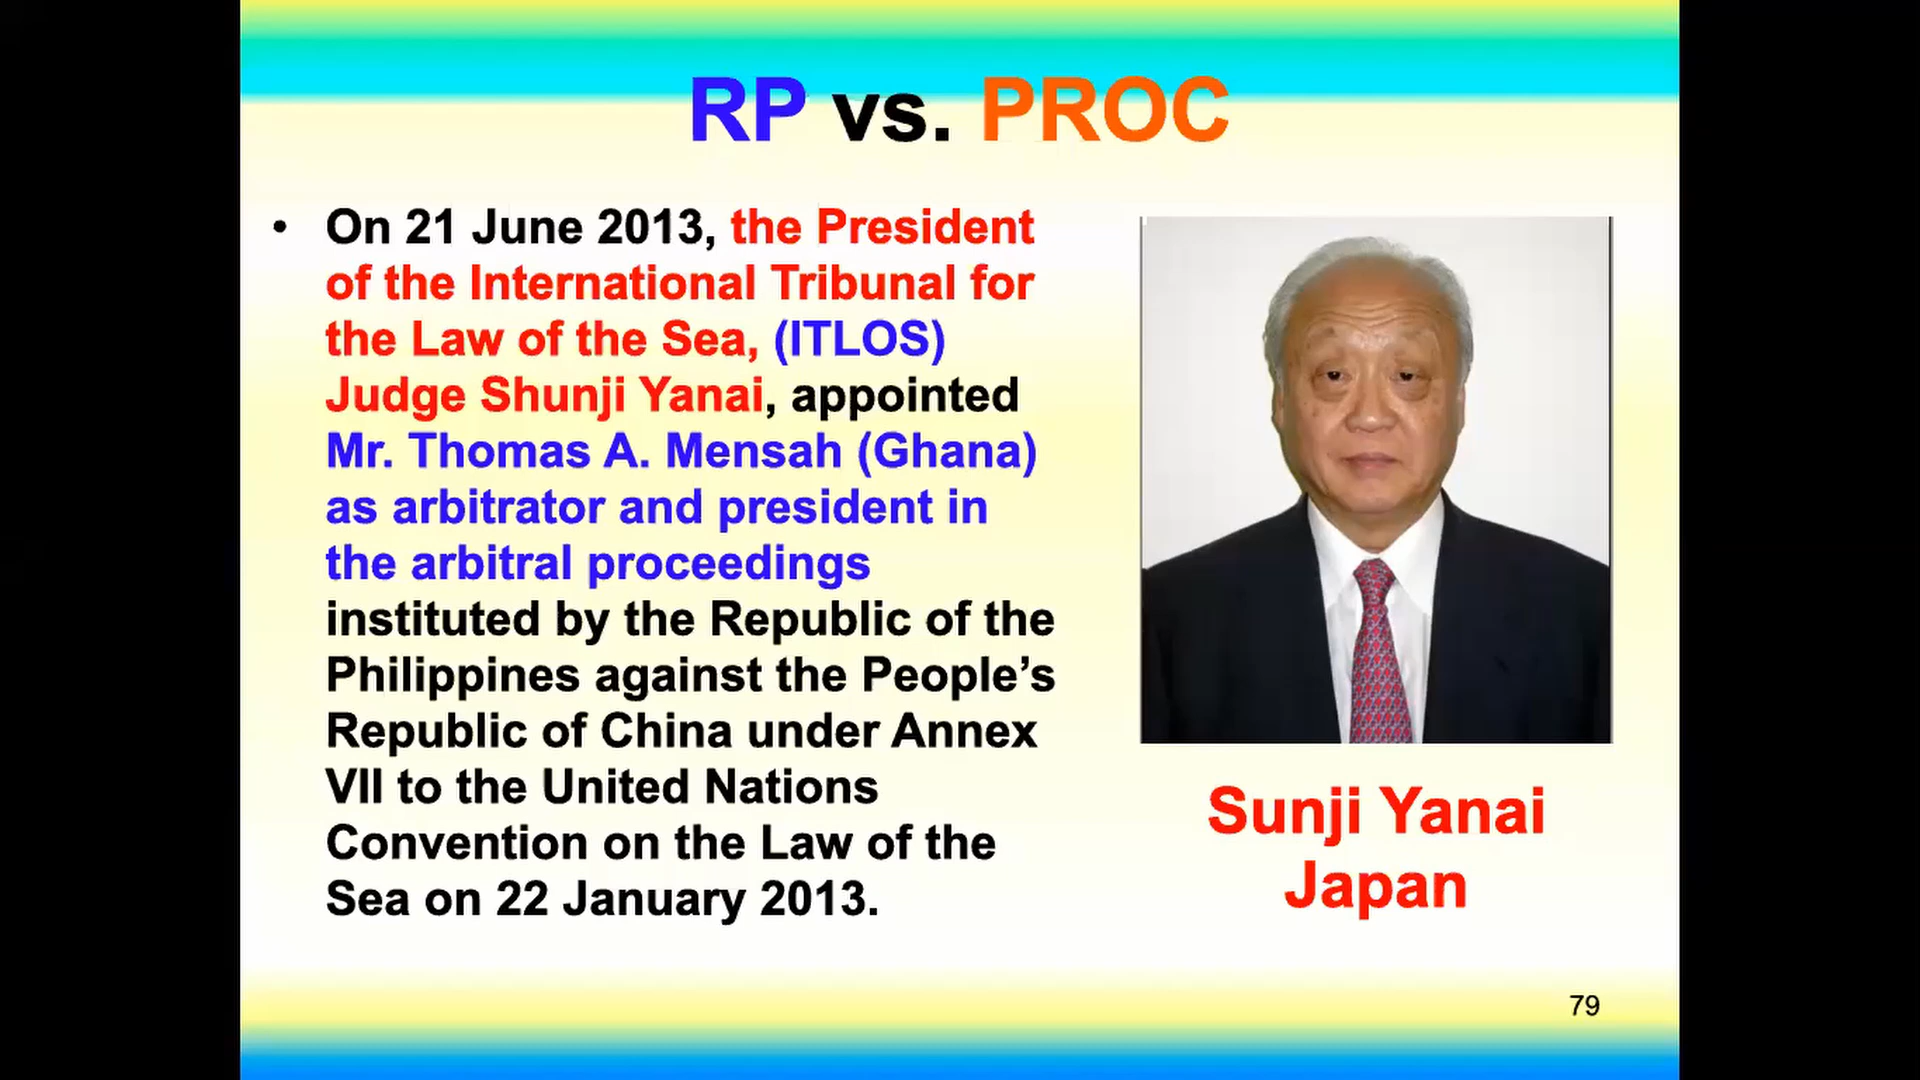 RP vs. PROC
• On 21 June 2013, the President
of the International Tribunal for
the Law of the Sea, (ITLOS)
Judge Shunji Yanai, appointed
Mr. Thomas A. Mensah (Ghana)
as arbitrator and president in
the arbitral proceedings
instituted by the Republic of the
Philippines against the People’s
Republic of China under Annex
VII to the United Nations
Convention on the Law of the
Sea on 22 January 2013.
Sunji Yanai
Japan
79